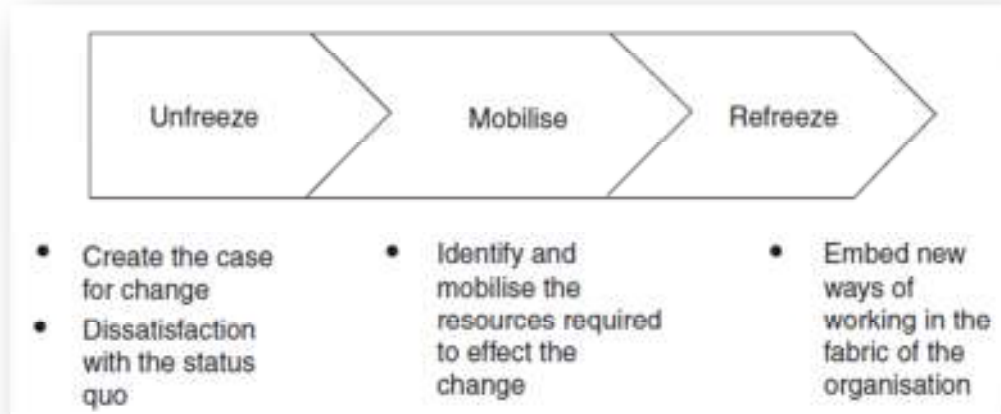 Unfreeze
Mobilise
Refreeze
• Create the case
for change
• Dissatisfaction
with the status
quo
• Identify and
mobilise the
resources required
to effect the
change
• Embed new
ways of
working in the
fabric of the
organisation